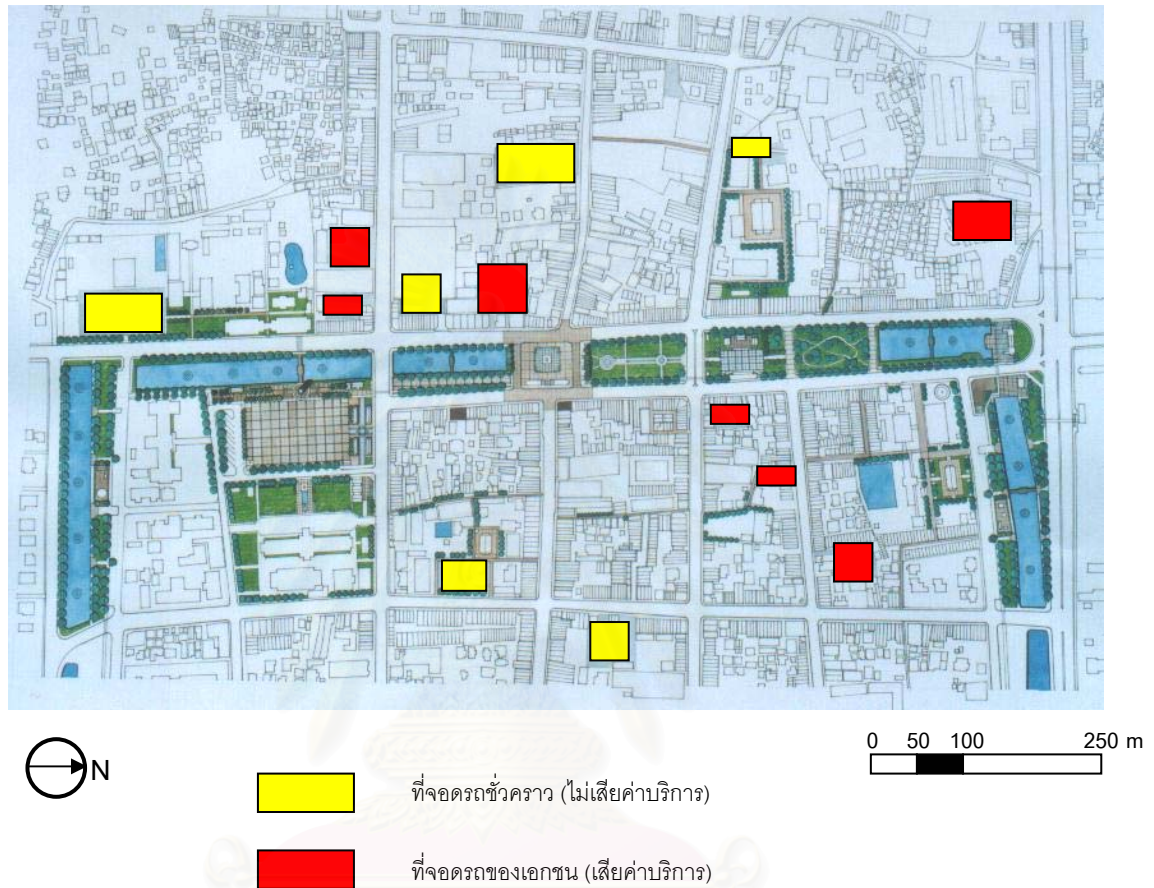 N
0 50 100 250 m
ที่จอดรถชั่วคราว (ไม่เสียค่าบริการ)
ที่จอดรถของเอกชน (เสียค่าบริการ)